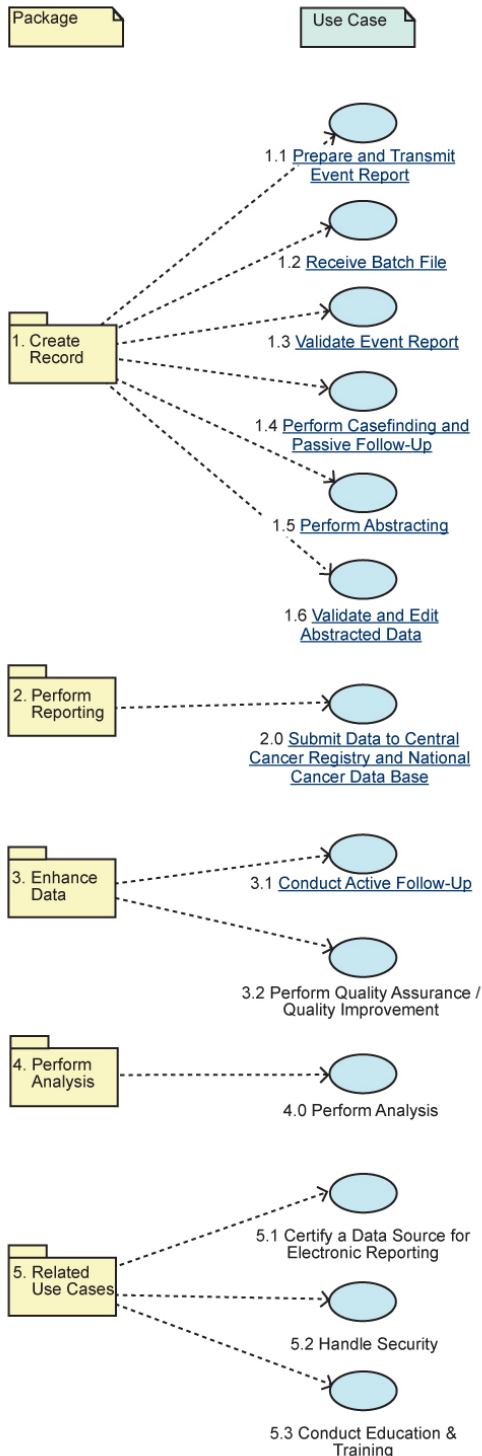 Package
Use Case
1.1 Prepare and Transmit
Event Report
1.2 Receive Batch File
1. Create
Record
1.3 Validate Event Report
1.4 Perform Casefinding and
Passive Follow-Up
1.5 Perform Abstracting
1.6 Validate and Edit
Abstracted Data
2. Perform
Reporting
2.0 Submit Data to Central
Cancer Registry and National
Cancer Data Base
3. Enhance
Data
3.1 Conduct Active Follow-Up
3.2 Perform Quality Assurance /
Quality Improvement
4. Perform
Analysis
4.0 Perform Analysis
5. Related
Use Cases
5.1 Certify a Data Source for
Electronic Reporting
5.2 Handle Security
5.3 Conduct Education &
Training